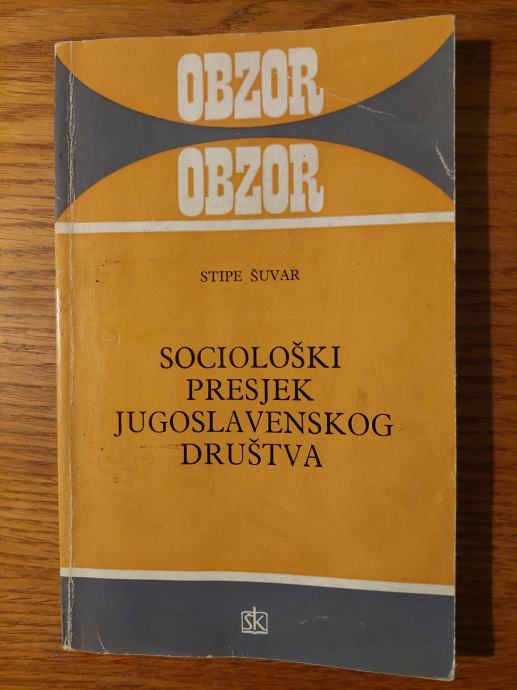 OBZOR
OBZOR
STIPE ŠUVAR
SOCIOLOŠKI
PRESJEK
JUGOSLAVENSKOG
DRUŠTVA
ŠK